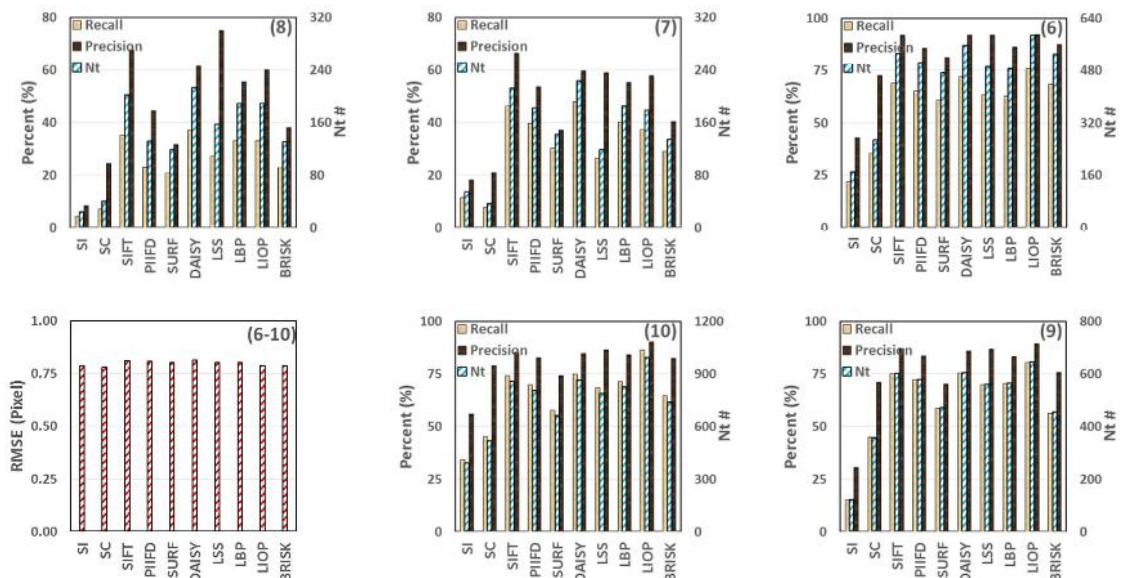 (8)
Recall
Precision
Nt
Percent (%)
80
60
40
20
0
320
240
160
80
0
Nt #
SI SC SIFT PIIFD SURF DAISY LSS LBP LIOP BRISK
(7)
Recall
Precision
Nt
Percent (%)
80
60
40
20
0
320
240
160
80
0
Nt #
SI SC SIFT PIIFD SURF DAISY LSS LBP LIOP BRISK
(6)
Recall
Precision
Nt
Percent (%)
100
75
50
25
0
640
480
320
160
0
Nt #
SI SC SIFT PIIFD SURF DAISY LSS LBP LIOP BRISK
(6-10)
RMSE (Pixel)
1.00
0.75
0.50
0.25
0.00
SI SC SIFT PIIFD SURF DAISY LSS LBP LIOP BRISK
(10)
Recall
Precision
Nt
Percent (%)
100
75
50
25
0
1200
900
600
300
0
Nt #
SI SC SIFT PIIFD SURF DAISY LSS LBP LIOP BRISK
(9)
Recall
Precision
Nt
Percent (%)
100
75
50
25
0
800
600
400
200
0
Nt #
SI SC SIFT PIIFD SURF DAISY LSS LBP LIOP BRISK